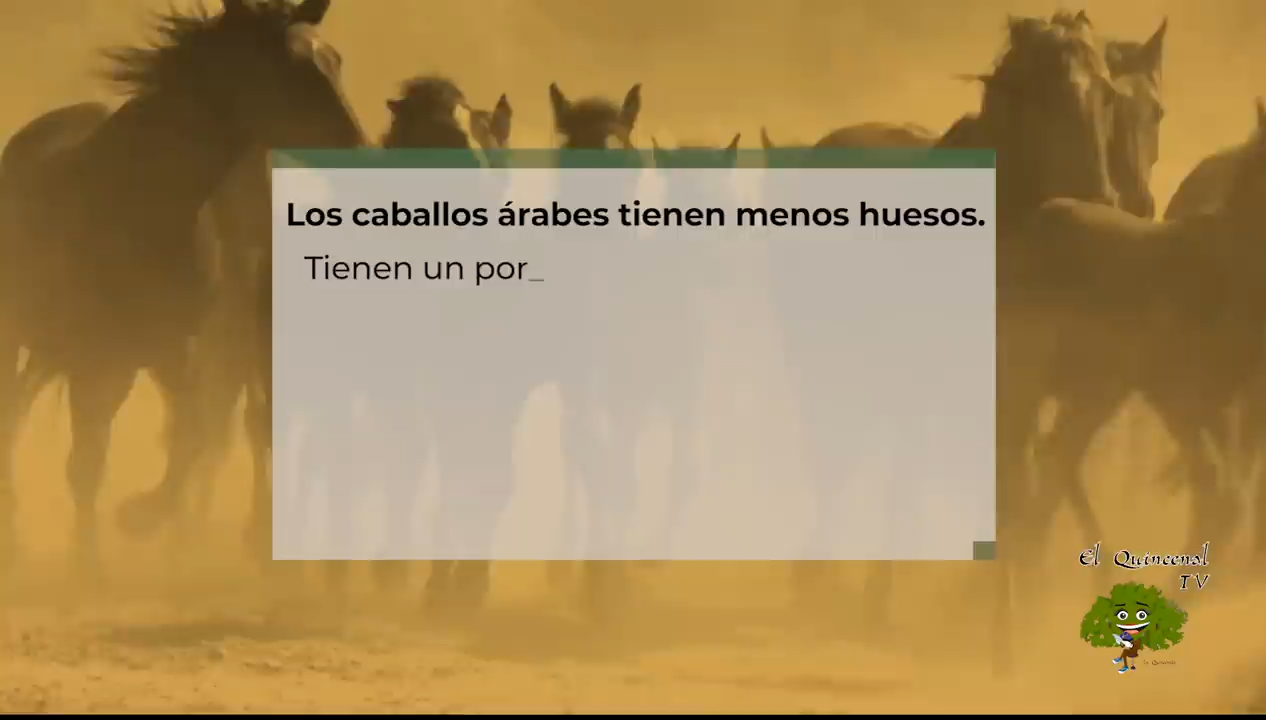 Los caballos árabes tienen menos huesos.
Tienen un por_
El Quincenal
TV